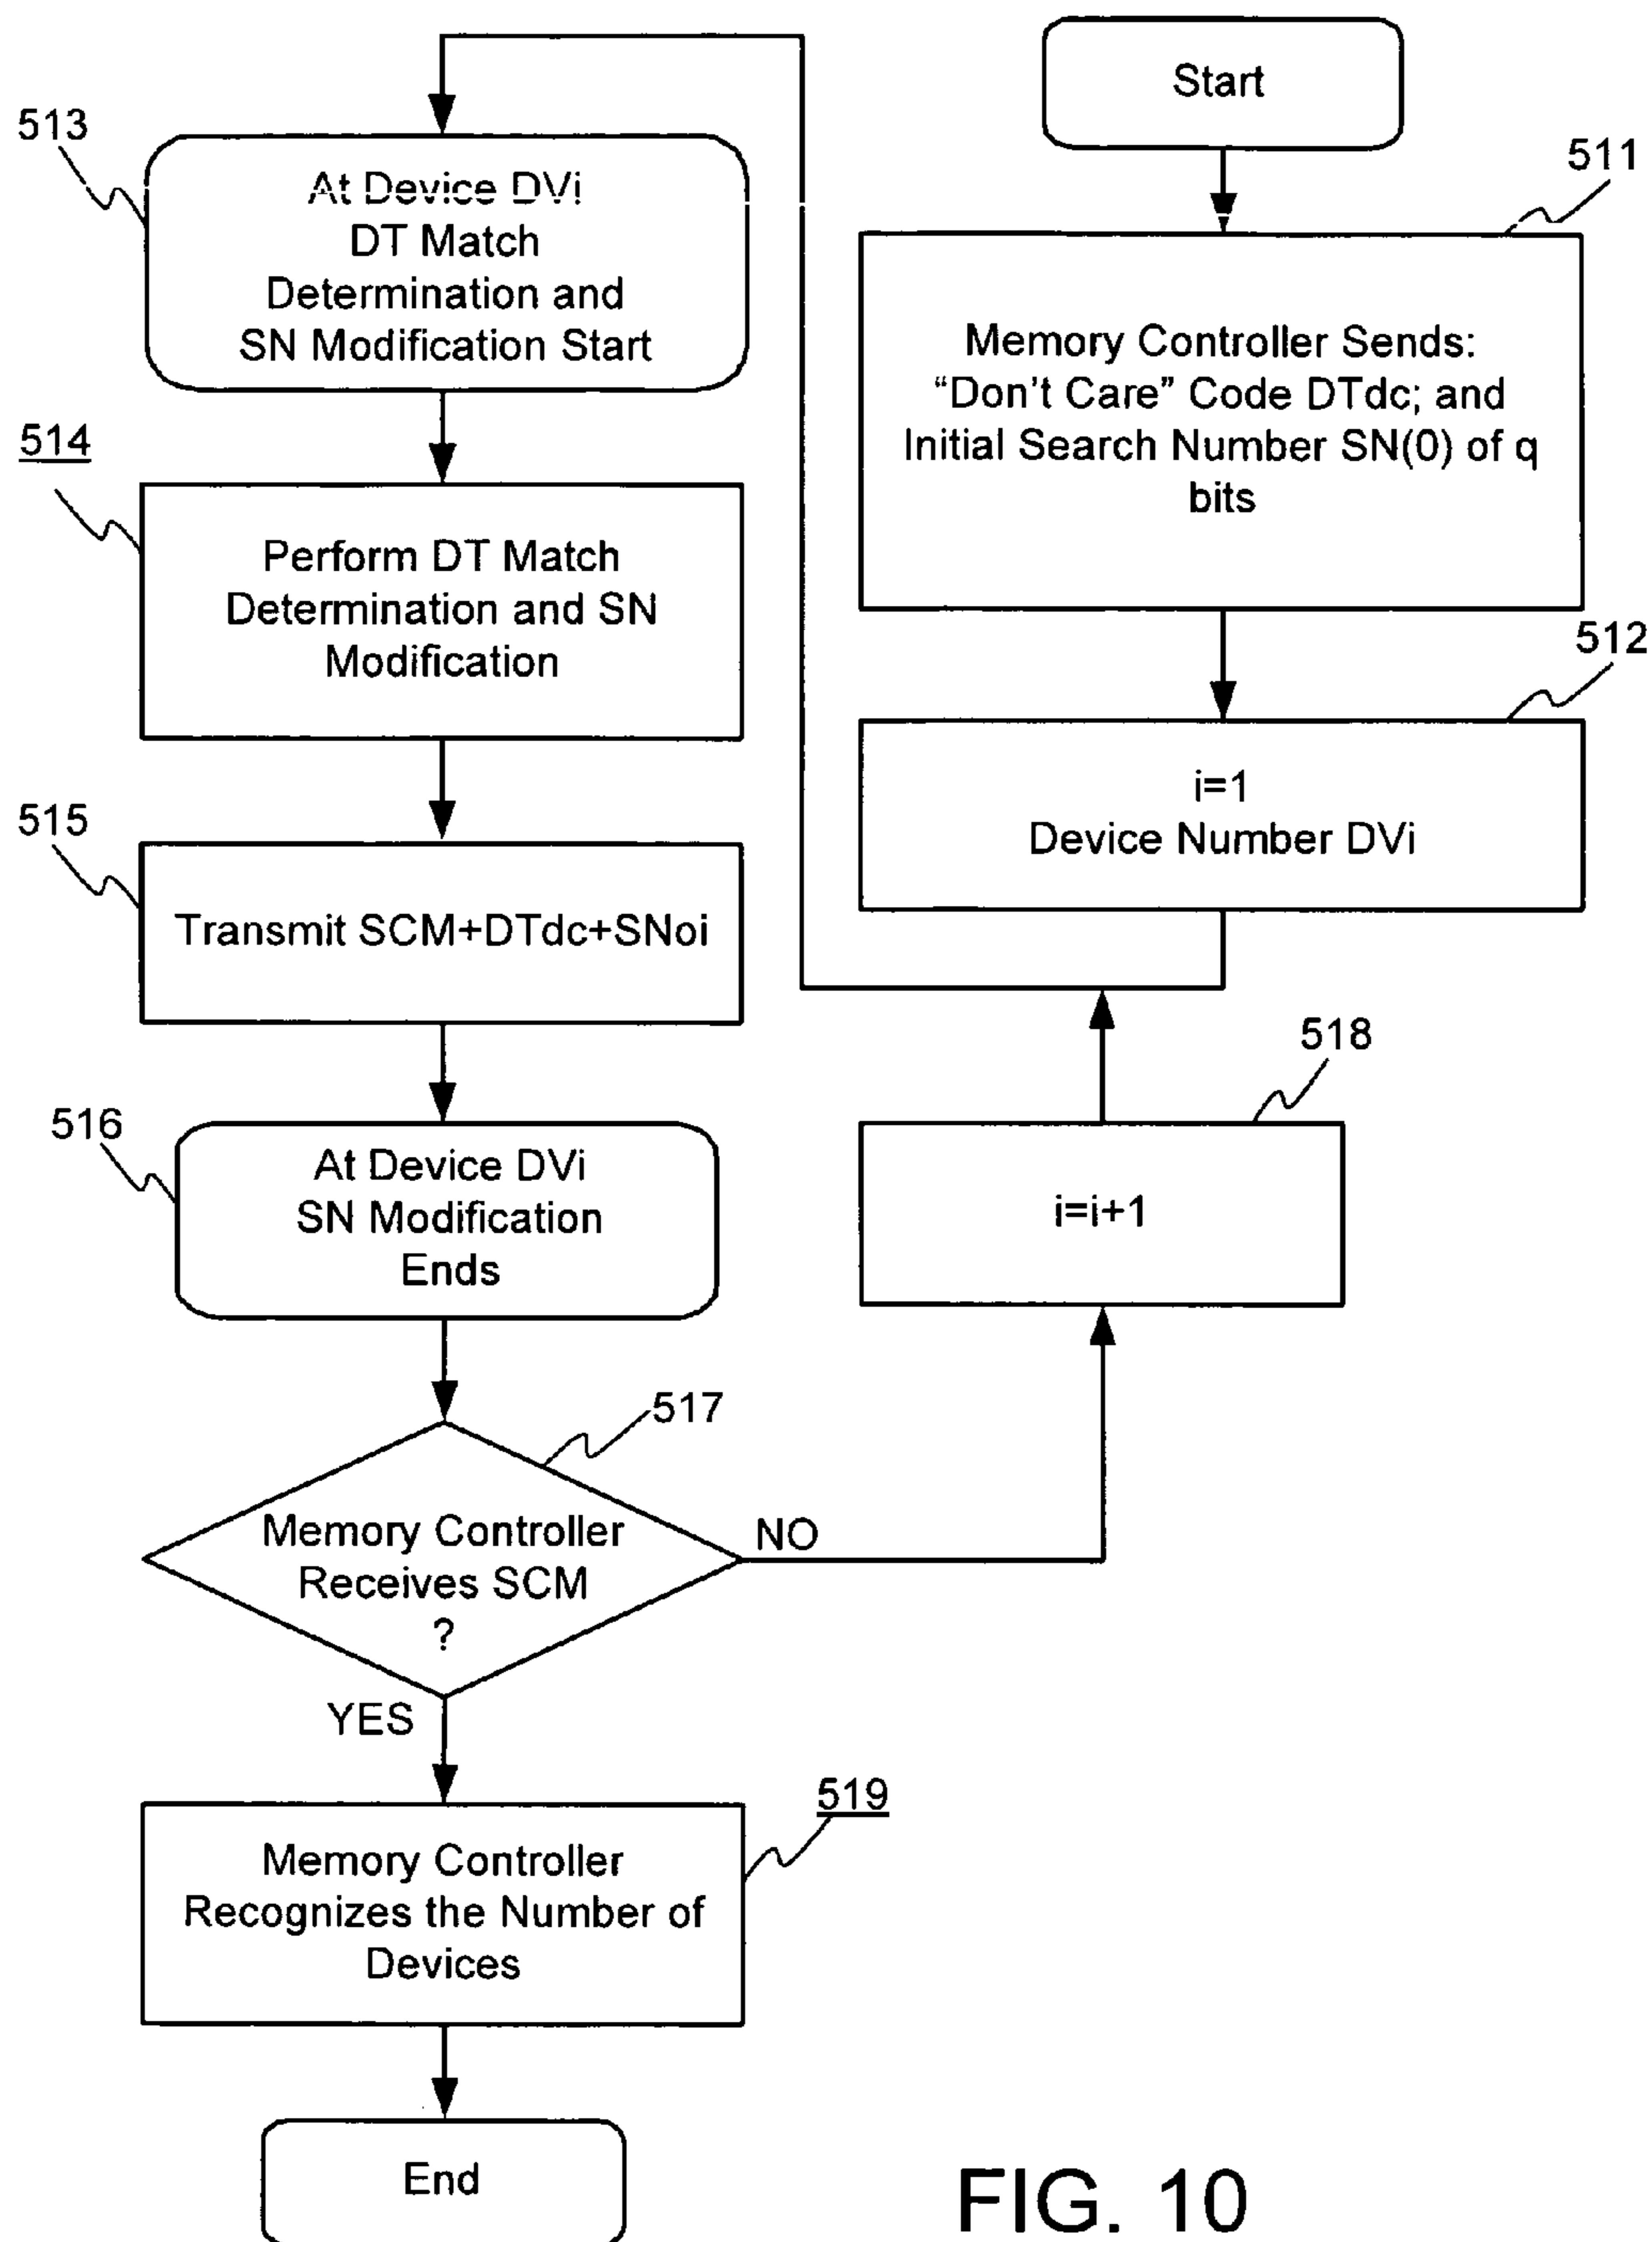 Start
511
Memory Controller Sends:
“Don't Care” Code DTdc; and
Initial Search Number SN(0) of q
bits
512
i=1
Device Number DVi
513
At Device DVi
DT Match
Determination and
SN Modification Start
514
Perform DT Match
Determination and SN
Modification
515
Transmit SCM+DTdc+SNoi
516
At Device DVi
SN Modification
Ends
517
Memory Controller
Receives SCM
?
NO
518
i=i+1
YES
519
Memory Controller
Recognizes the Number of
Devices
End
FIG. 10